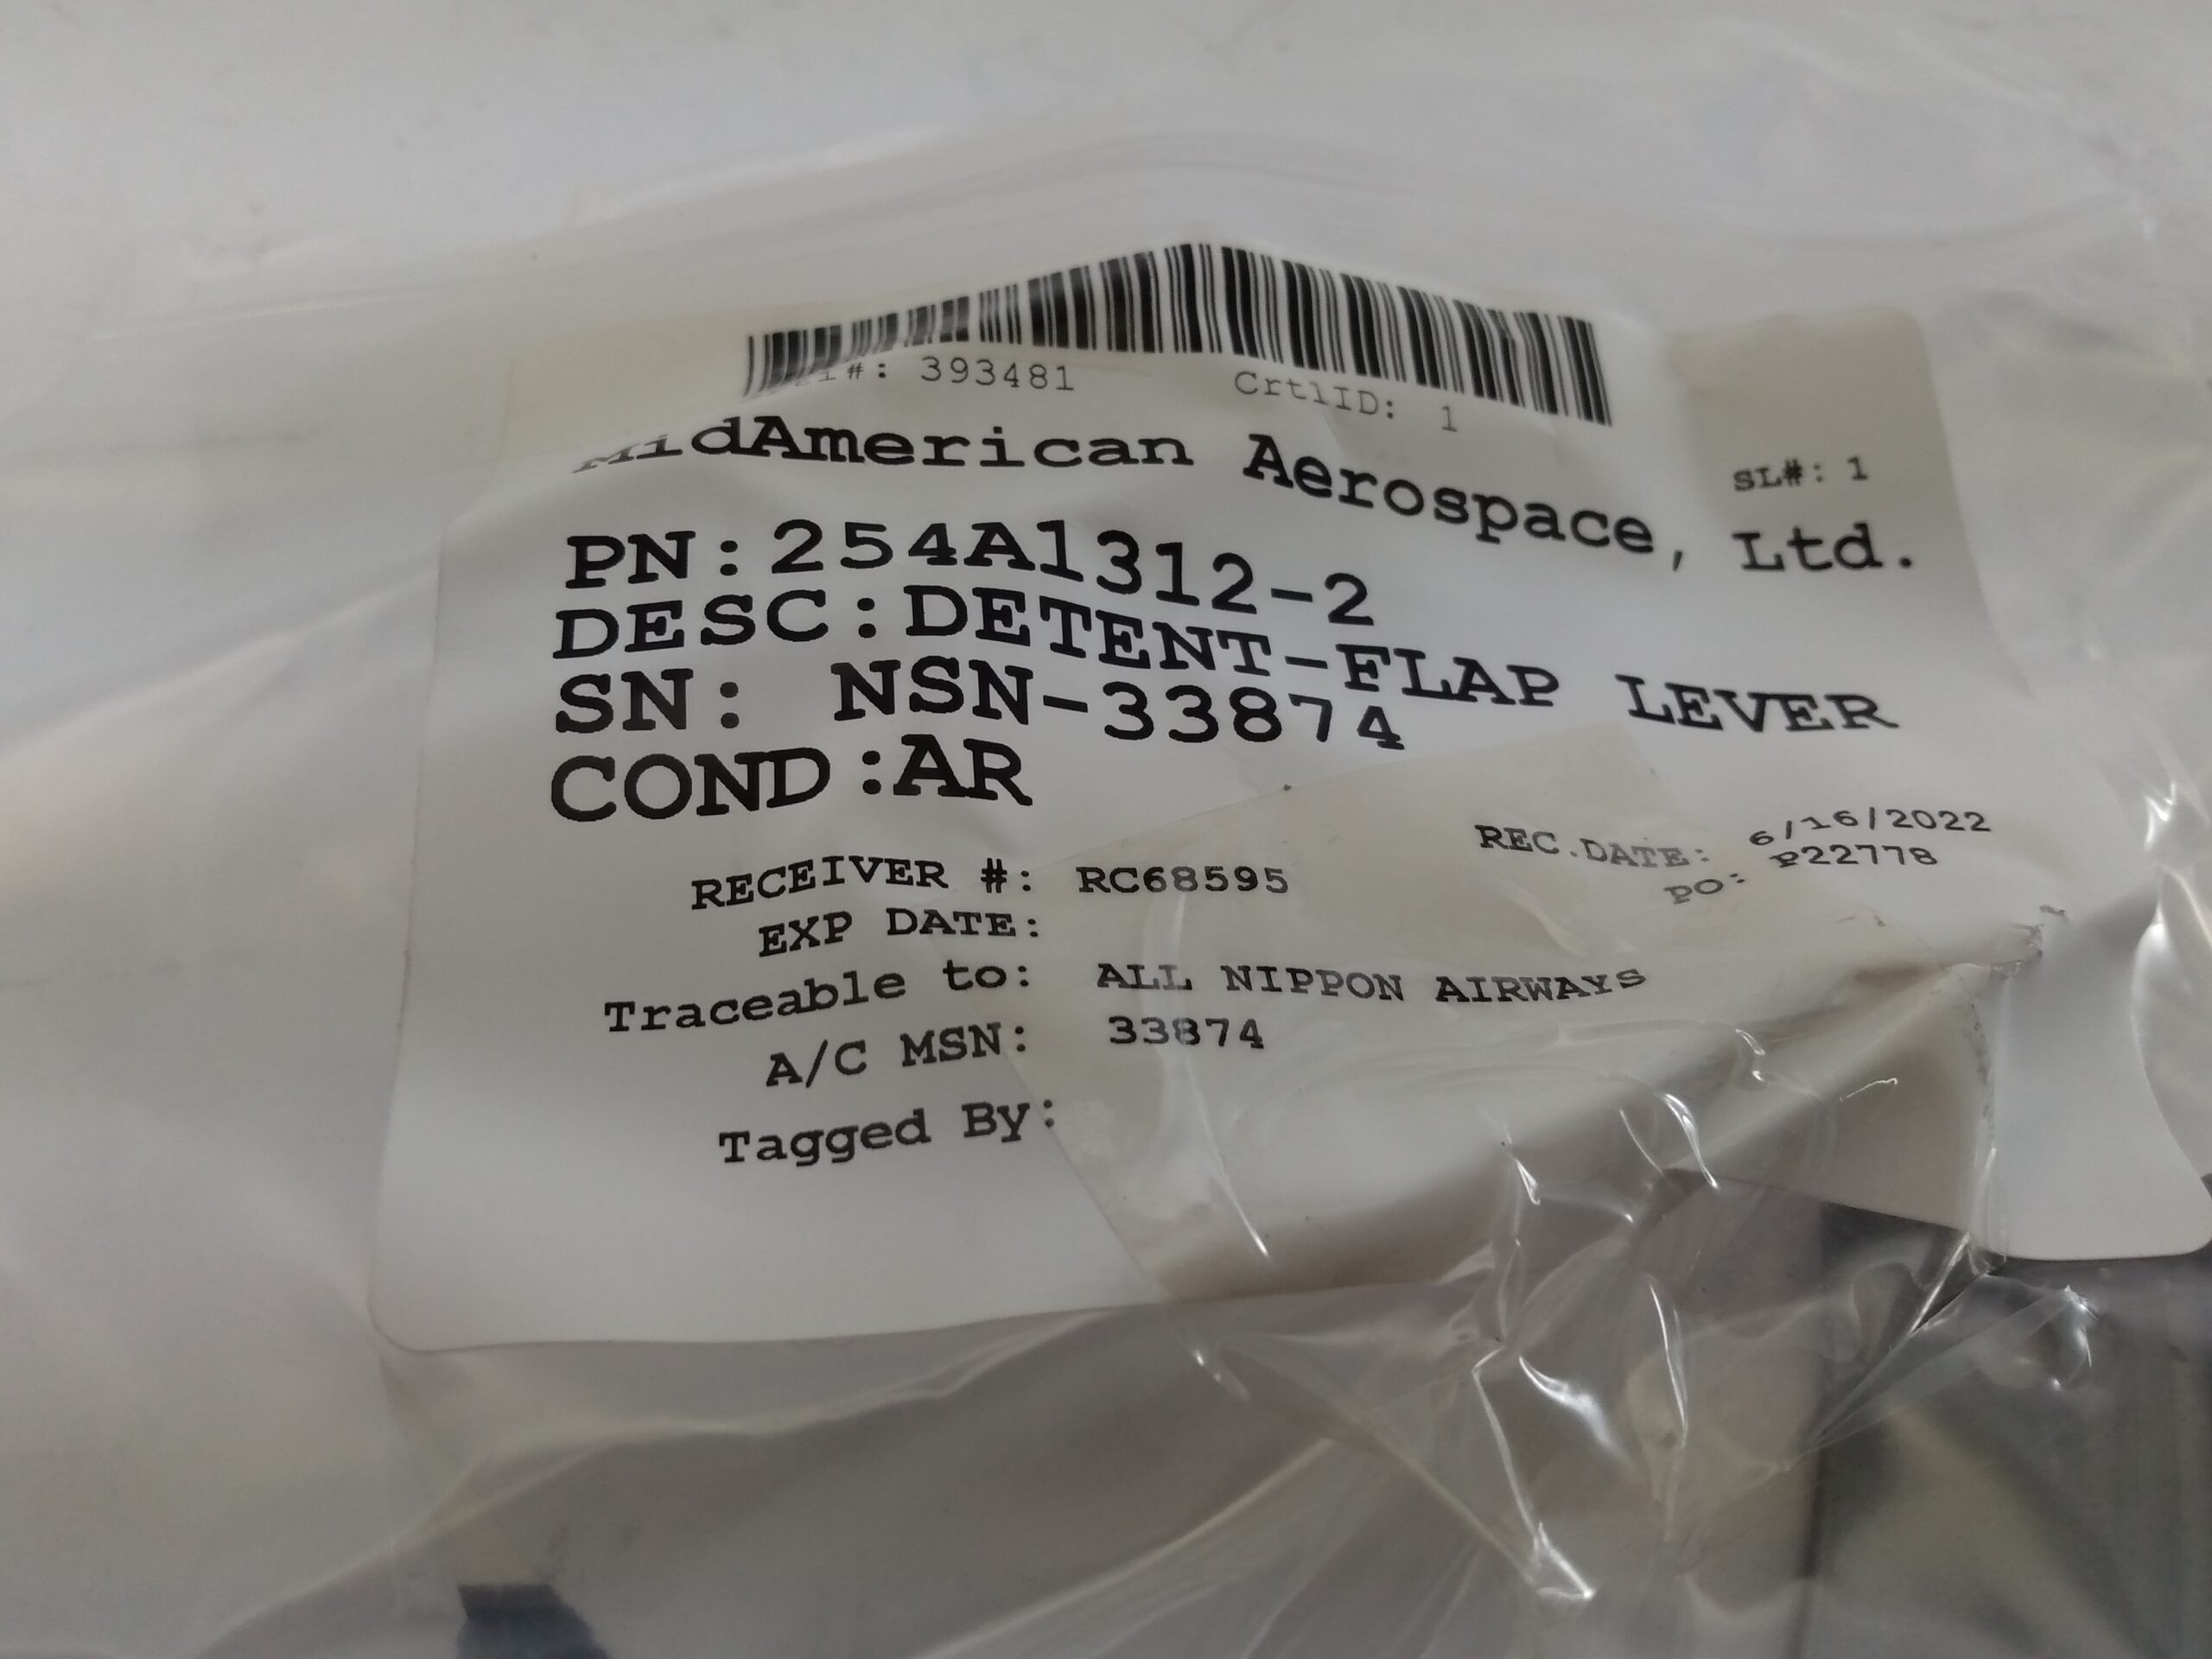 #: 393481 CrtlID: 1
SL#: 1
MidAmerican Aerospace, Ltd.
PN:254A1312-2
DESC:DETENT-FLAP LEVER
SN: NSN-33874
COND:AR
RECEIVER #: RC68595 REC.DATE: 6/16/2022
EXP DATE: PO: P22778
Traceable to: ALL NIPPON AIRWAYS
A/C MSN: 33874
Tagged By: